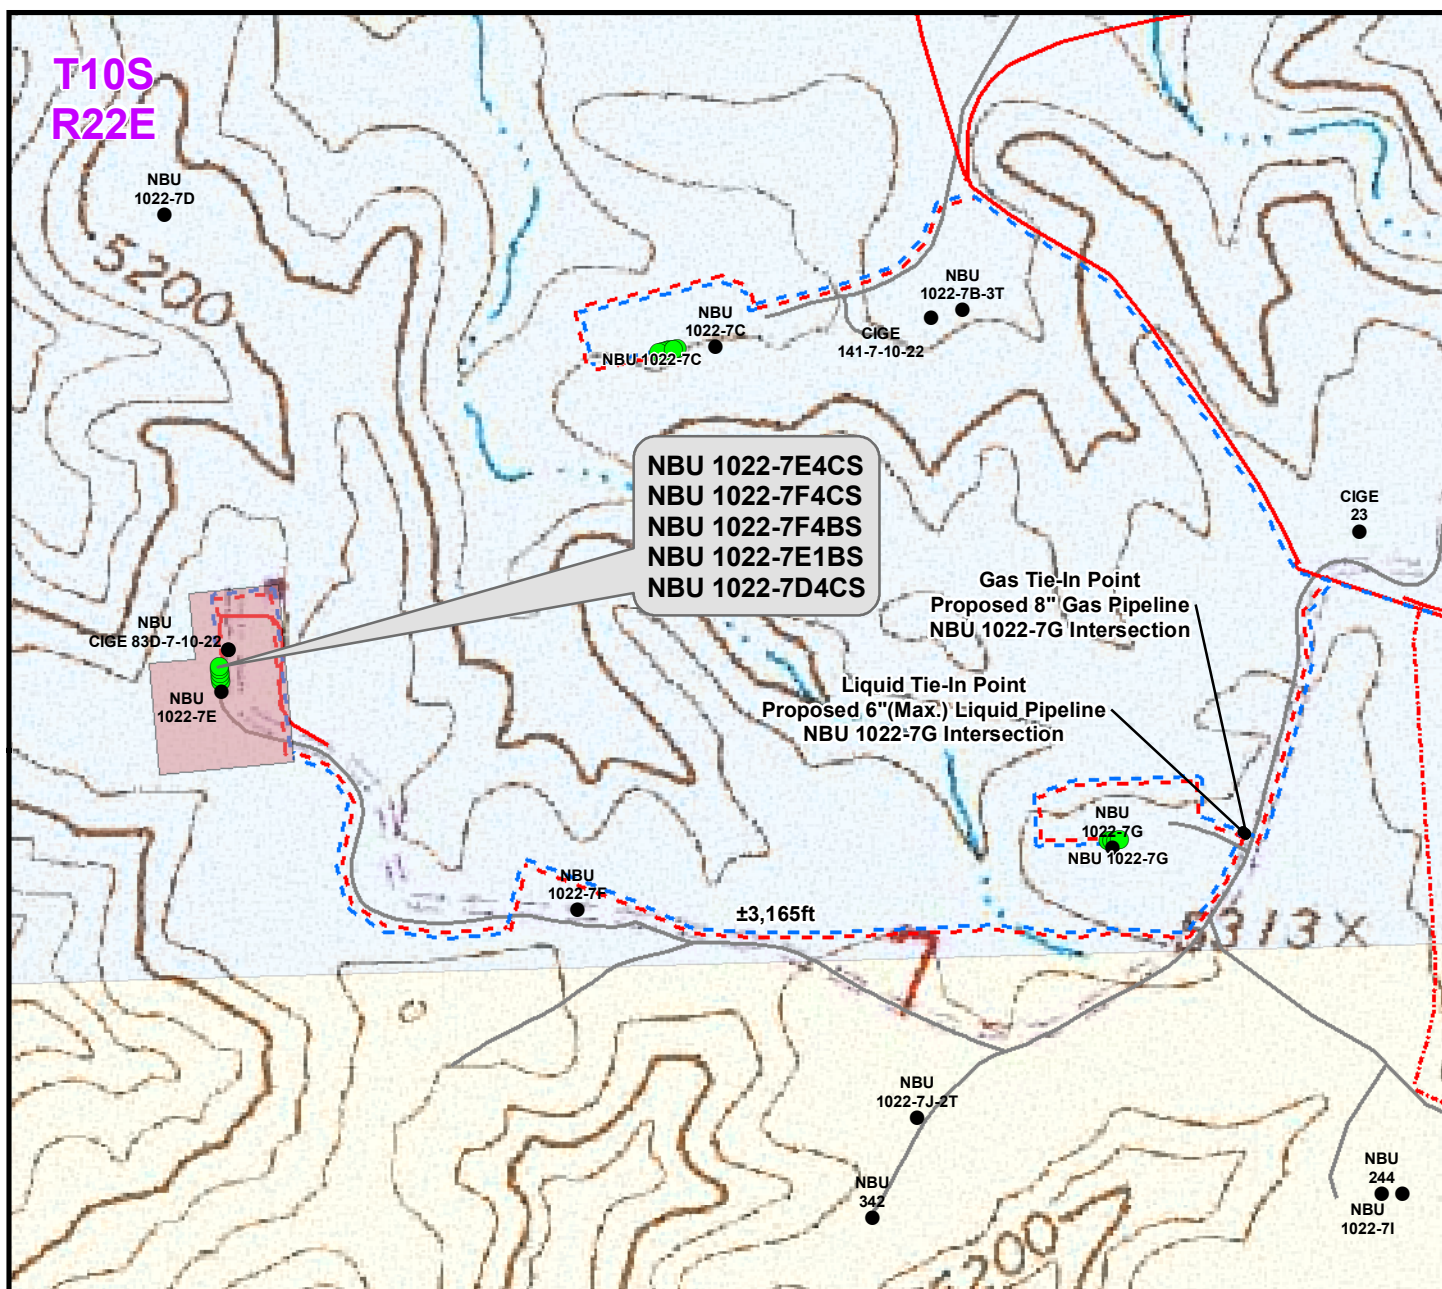 T10S
R22E
NBU
1022-7D
5200
NBU
1022-7B-3T
NBU
1022-7C
CIGE
141-7-10-22
NBU 1022-7C
NBU 1022-7E4CS
NBU 1022-7F4CS
NBU 1022-7F4BS
NBU 1022-7E1BS
NBU 1022-7D4CS
CIGE
23
Gas Tie-In Point
Proposed 8" Gas Pipeline
NBU 1022-7G Intersection
NBU
CIGE 83D-7-10-22
Liquid Tie-In Point
Proposed 6"(Max.) Liquid Pipeline
NBU 1022-7G Intersection
NBU
1022-7E
NBU
1022-7G
NBU 1022-7G
NBU
1022-7F
±3,165ft
5313X
7
NBU
1022-7J-2T
NBU
342
NBU
244
NBU
1022-7I
5200